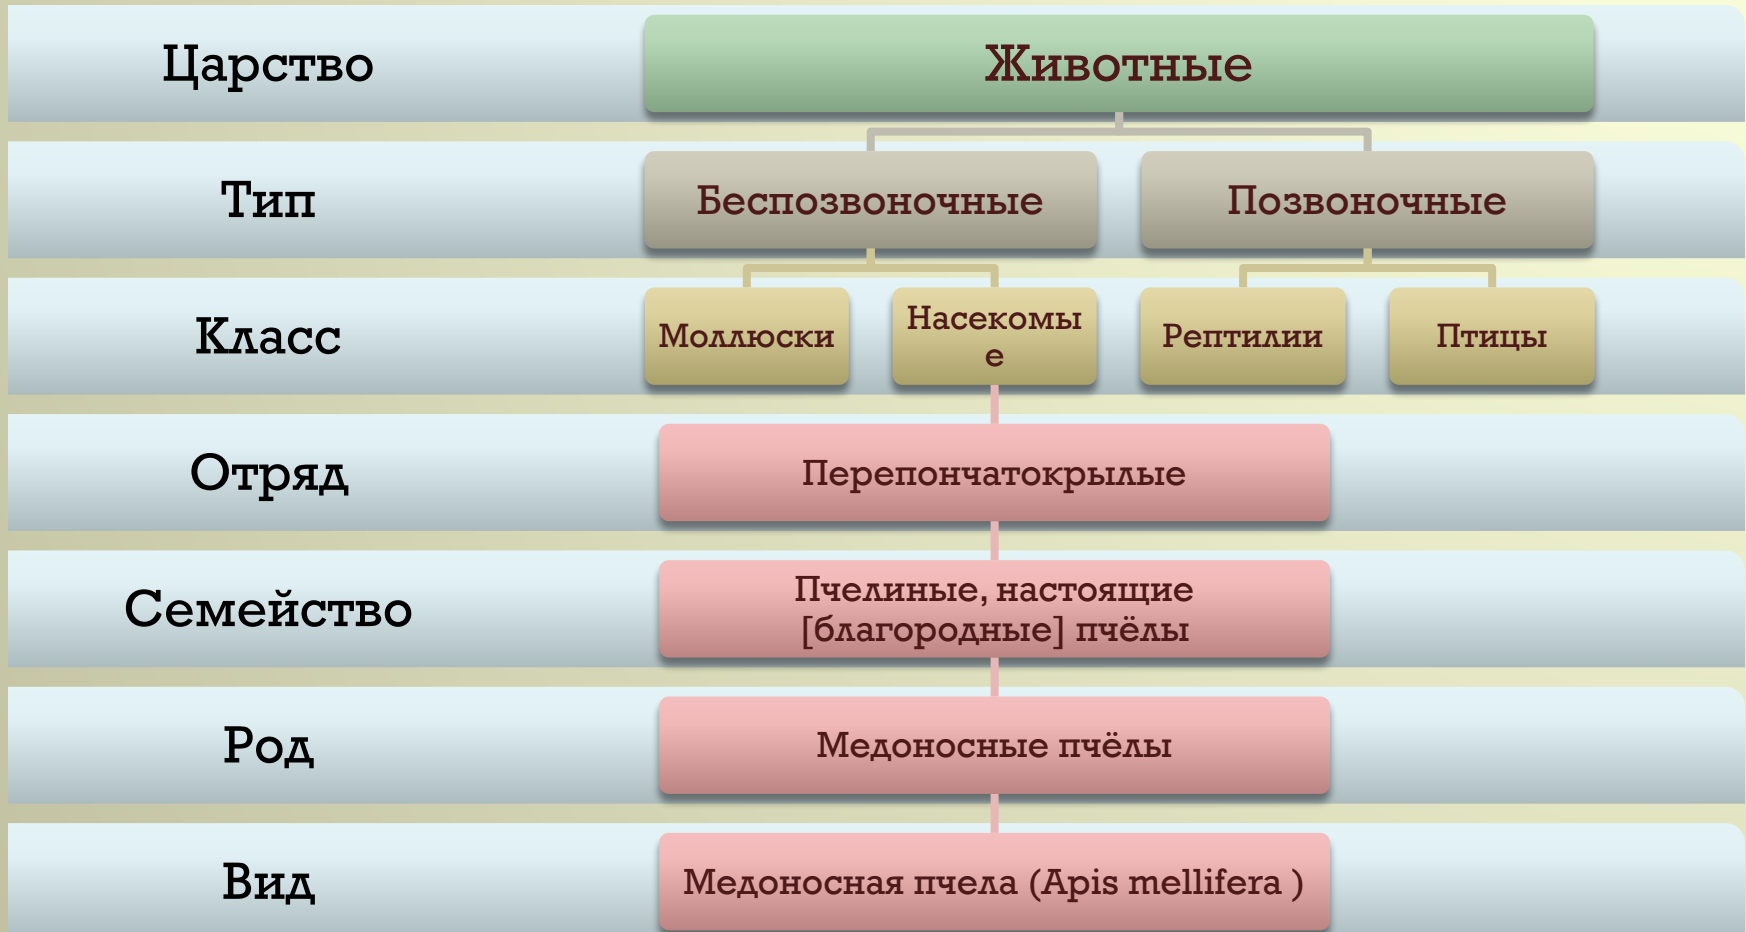 Царство
Животные
Тип
Беспозвоночные
Позвоночные
Класс
Моллюски
Насекомы
е
Рептилии
Птицы
Отряд
Перепончатокрылые
Семейство
Пчелиные, настоящие
[благородные] пчёлы
Род
Медоносные пчёлы
Вид
Медоносная пчела (Apis mellifera )